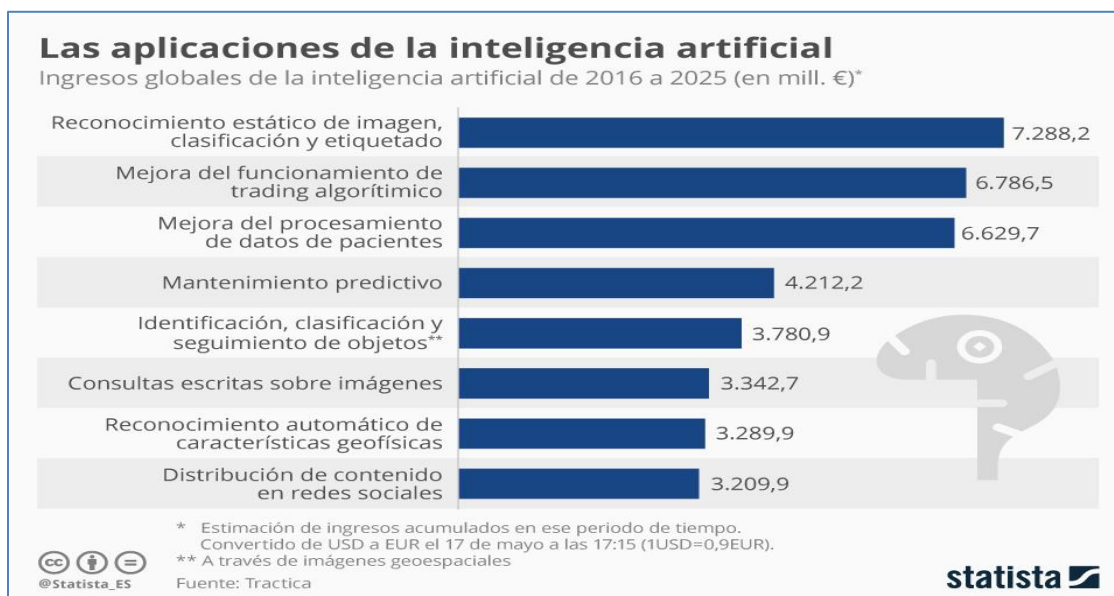 Las aplicaciones de la inteligencia artificial
Ingresos globales de la inteligencia artificial de 2016 a 2025 (en mill. €)*
Reconocimiento estático de imagen,
clasificación y etiquetado
7.288,2
Mejora del funcionamiento de
trading algorítimico
6.786,5
Mejora del procesamiento
de datos de pacientes
6.629,7
Mantenimiento predictivo
4.212,2
Identificación, clasificación y
seguimiento de objetos**
3.780,9
Consultas escritas sobre imágenes
3.342,7
Reconocimiento automático de
características geofísicas
3.289,9
Distribución de contenido
en redes sociales
3.209,9
* Estimación de ingresos acumulados en ese periodo de tiempo.
Convertido de USD a EUR el 17 de mayo a las 17:15 (1USD=0,9EUR).
** A través de imágenes geoespaciales
Fuente: Tractica
cc
@Statista_ES
statista